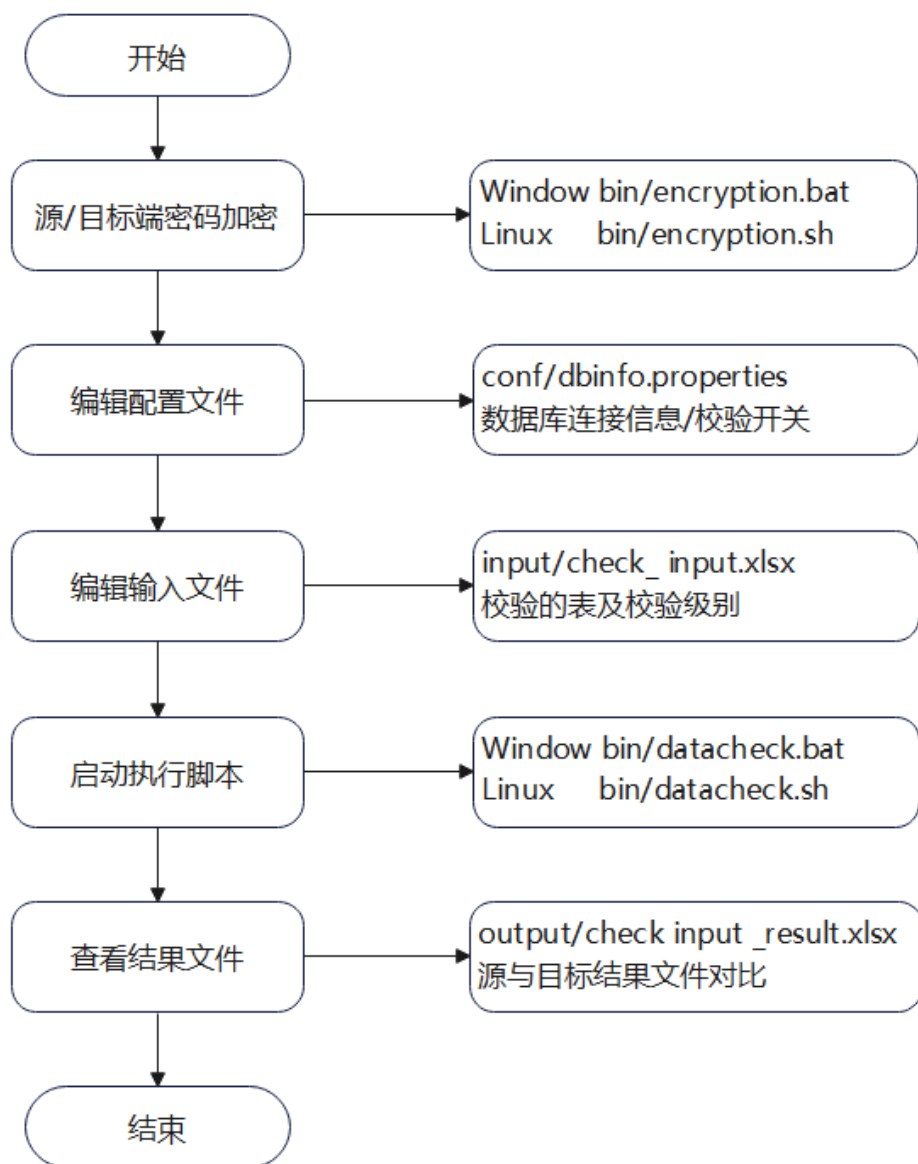 开始
源/目标端密码加密
Window bin/encryption.bat
Linux bin/encryption.sh
编辑配置文件
conf/dbinfo.properties
数据库连接信息/校验开关
编辑输入文件
input/check_ input.xlsx
校验的表及校验级别
启动执行脚本
Window bin/datacheck.bat
Linux bin/datacheck.sh
查看结果文件
output/check input _result.xlsx
源与目标结果文件对比
结束